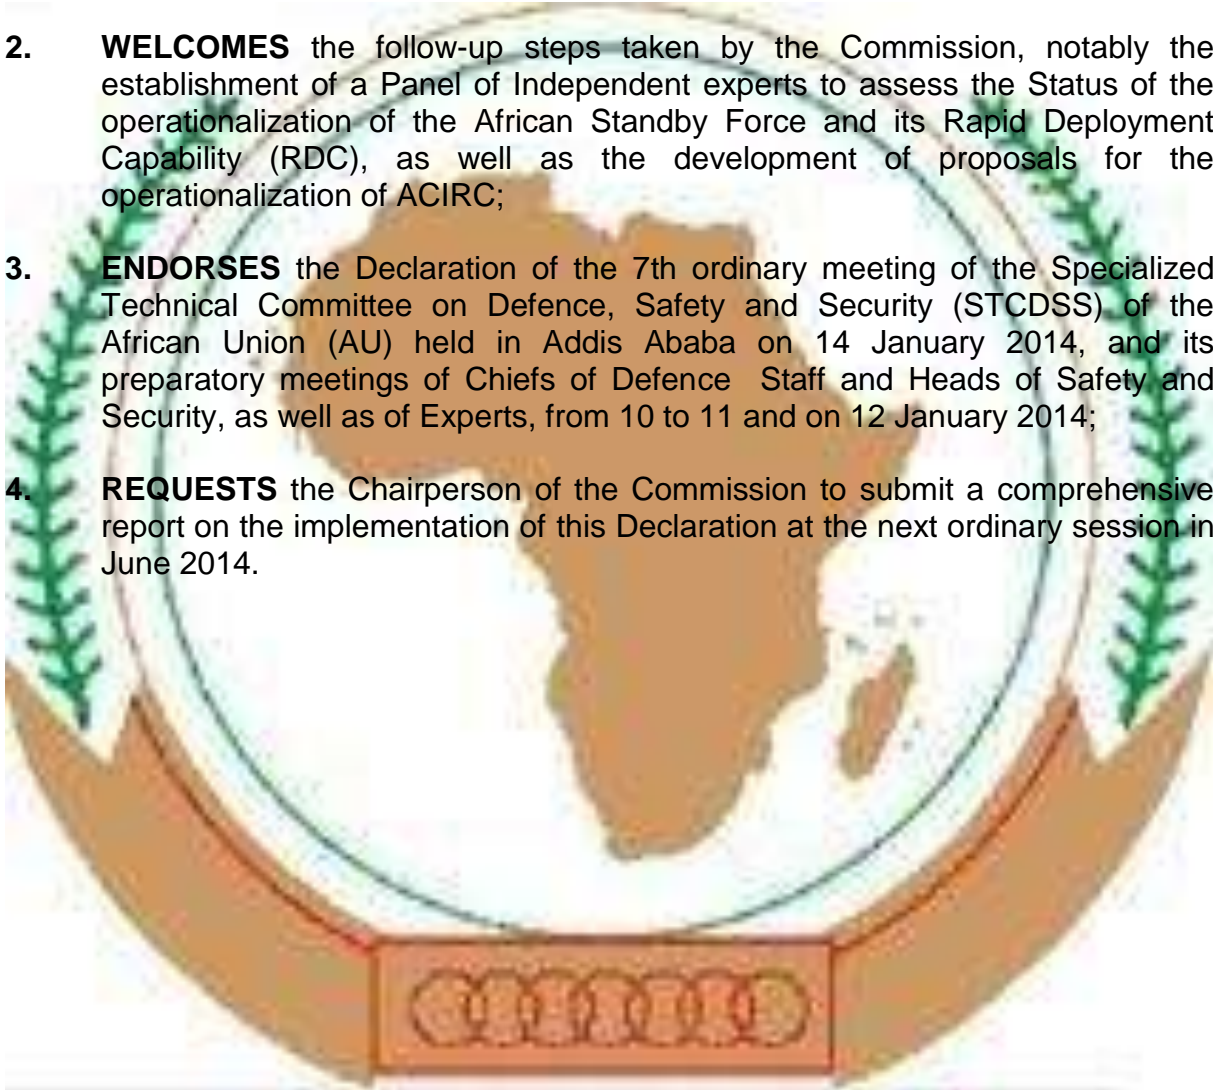 2. WELCOMES the follow-up steps taken by the Commission, notably the
establishment of a Panel of Independent experts to assess the Status of the
operationalization of the African Standby Force and its Rapid Deployment
Capability (RDC), as well as the development of proposals for the
operationalization of ACIRC;
3. ENDORSES the Declaration of the 7th ordinary meeting of the Specialized
Technical Committee on Defence, Safety and Security (STCDSS) of the
African Union (AU) held in Addis Ababa on 14 January 2014, and its
preparatory meetings of Chiefs of Defence Staff and Heads of Safety and
Security, as well as of Experts, from 10 to 11 and on 12 January 2014;
4. REQUESTS the Chairperson of the Commission to submit a comprehensive
report on the implementation of this Declaration at the next ordinary session in
June 2014.